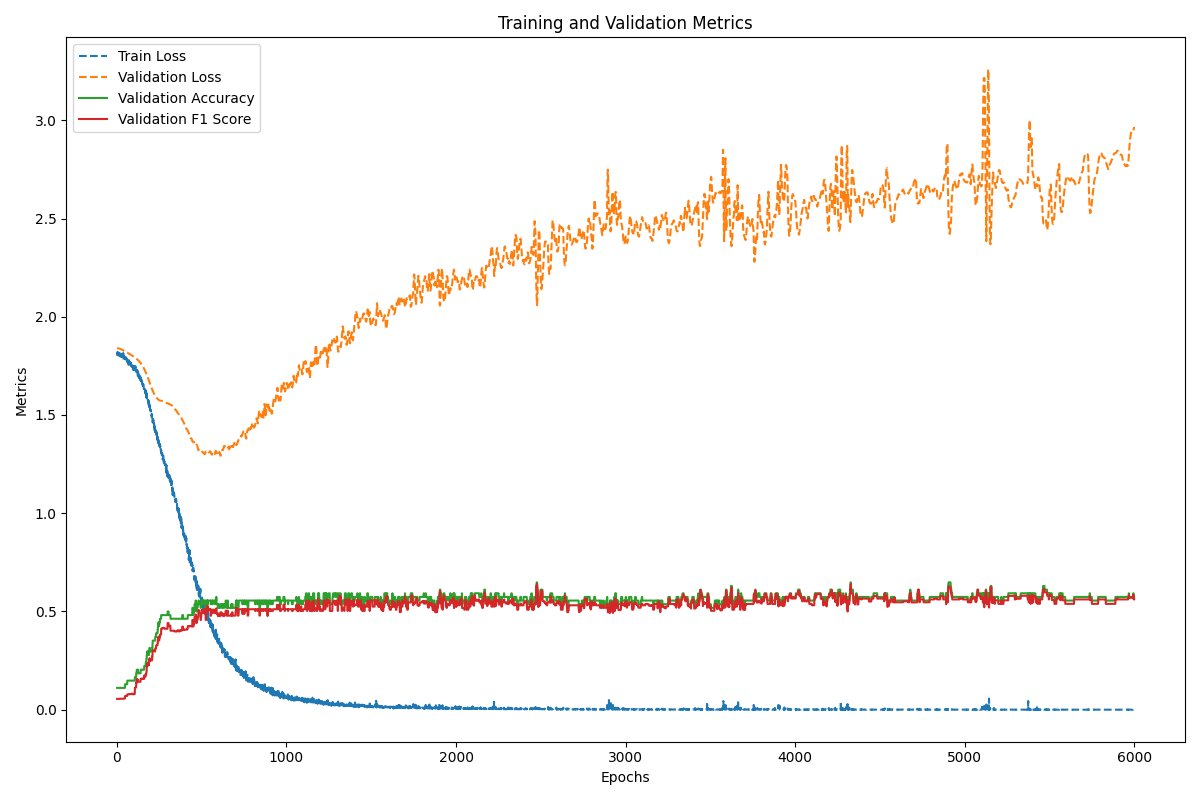 Training and Validation Metrics
Train Loss
Validation Loss
Validation Accuracy
Validation F1 Score
Metrics
3.0
2.5
2.0
1.5
1.0
0.5
0.0
0 1000 2000 3000 4000 5000 6000
Epochs